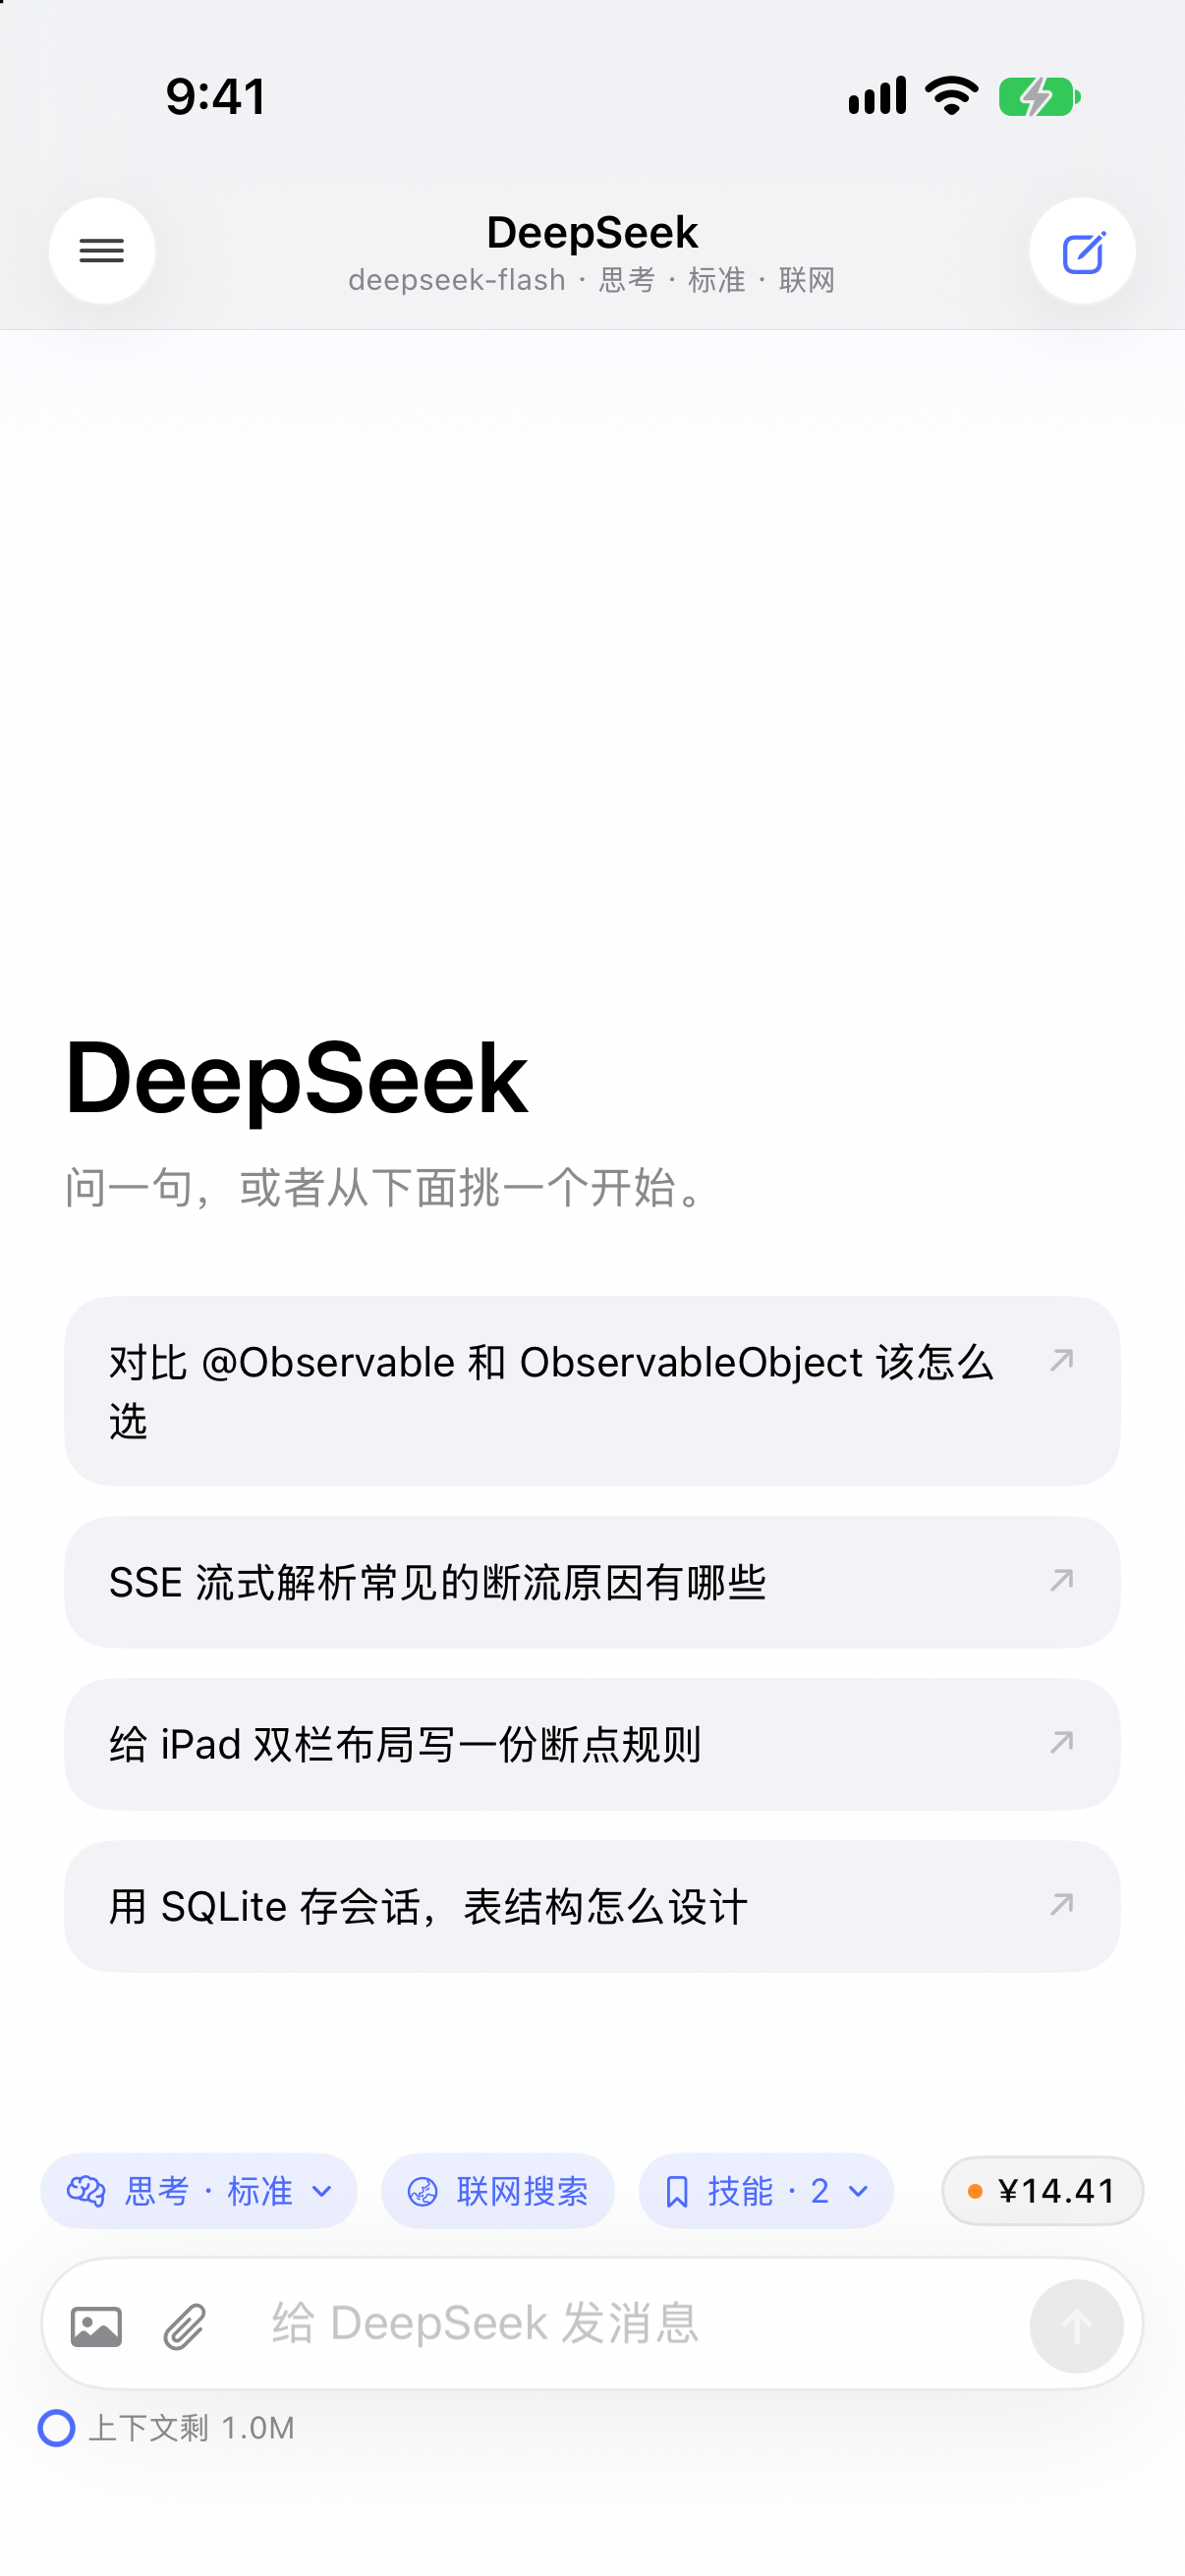 9:41
DeepSeek
deepseek-flash · 思考 · 标准 · 联网
DeepSeek
问一句，或者从下面挑一个开始。
对比 @Observable 和 ObservableObject 该怎么
选
SSE 流式解析常见的断流原因有哪些
给 iPad 双栏布局写一份断点规则
用 SQLite 存会话，表结构怎么设计
思考 · 标准
联网搜索
技能 · 2
¥14.41
给 DeepSeek 发消息
上下文剩 1.0M